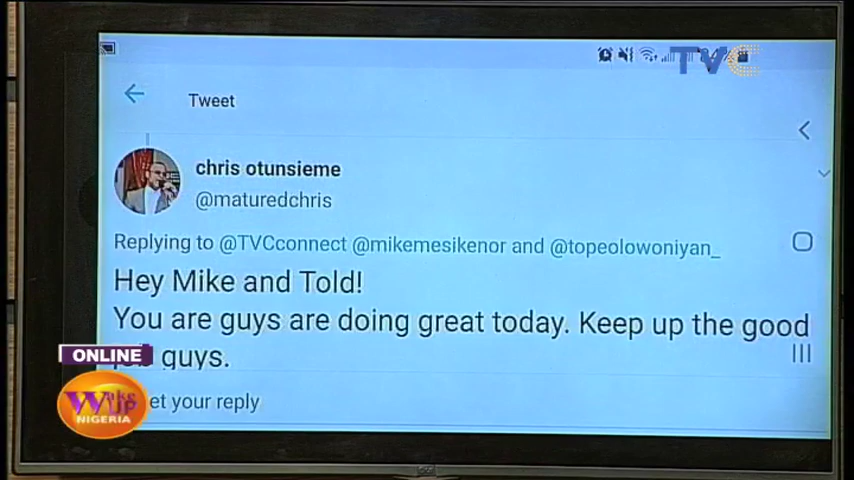 TVC
Tweet
chris otunsieme
@maturedchris
Replying to @TVCconnect @mikemesikenor and @topeolowoniyan_
Hey Mike and Told!
You are guys are doing great today. Keep up the good
guys.
ONLINE
et your reply
Wake
UP
NIGERIA